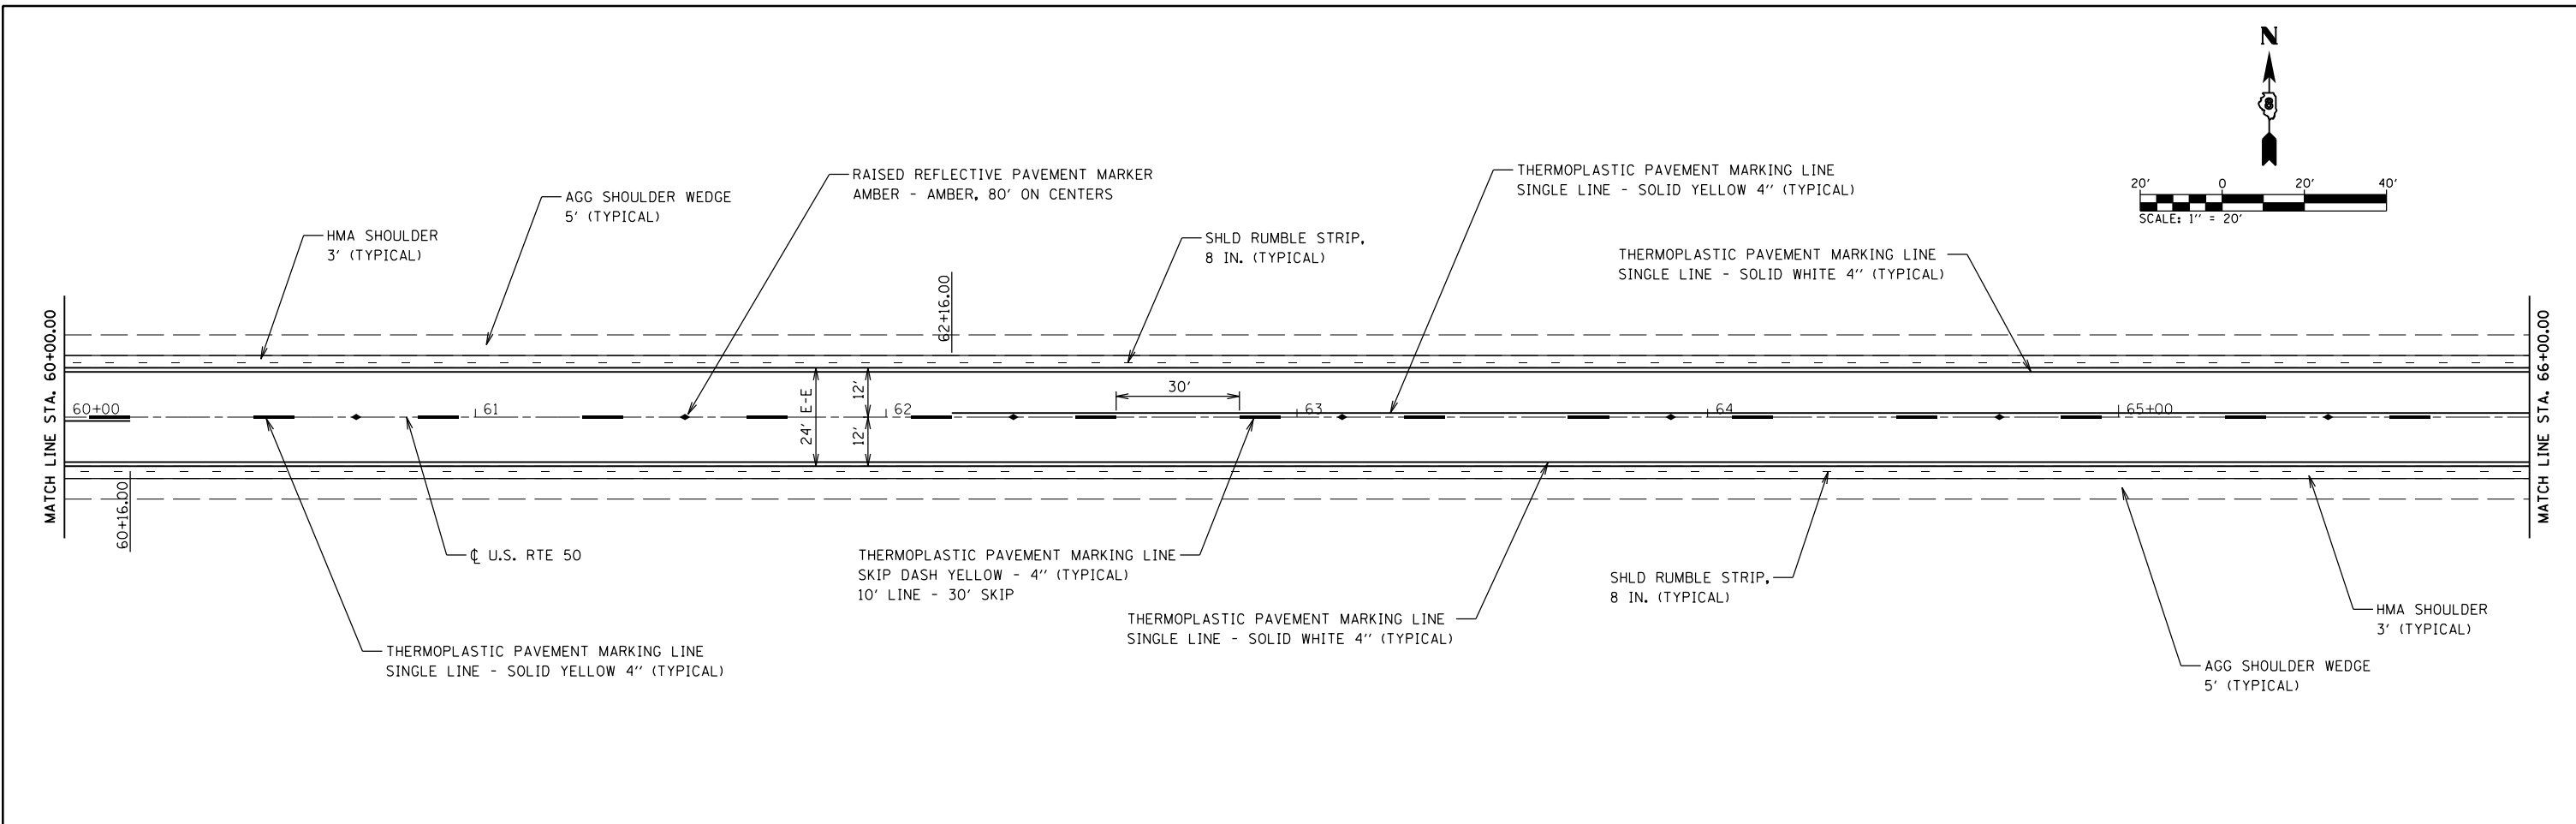 N
8
20' 0 20' 40'
SCALE: 1'' = 20'
RAISED REFLECTIVE PAVEMENT MARKER
AMBER - AMBER, 80' ON CENTERS
THERMOPLASTIC PAVEMENT MARKING LINE
SINGLE LINE - SOLID YELLOW 4'' (TYPICAL)
AGG SHOULDER WEDGE
5' (TYPICAL)
HMA SHOULDER
3' (TYPICAL)
SHLD RUMBLE STRIP,
8 IN. (TYPICAL)
THERMOPLASTIC PAVEMENT MARKING LINE
SINGLE LINE - SOLID WHITE 4'' (TYPICAL)
62+16.00
MATCH LINE STA. 60+00.00
MATCH LINE STA. 66+00.00
60+00
61
62
63
64
65+00
24' E-E
12'
12'
30'
60+16.00
℄ U.S. RTE 50
THERMOPLASTIC PAVEMENT MARKING LINE
SKIP DASH YELLOW - 4'' (TYPICAL)
10' LINE - 30' SKIP
SHLD RUMBLE STRIP,
8 IN. (TYPICAL)
THERMOPLASTIC PAVEMENT MARKING LINE
SINGLE LINE - SOLID WHITE 4'' (TYPICAL)
HMA SHOULDER
3' (TYPICAL)
THERMOPLASTIC PAVEMENT MARKING LINE
SINGLE LINE - SOLID YELLOW 4'' (TYPICAL)
AGG SHOULDER WEDGE
5' (TYPICAL)